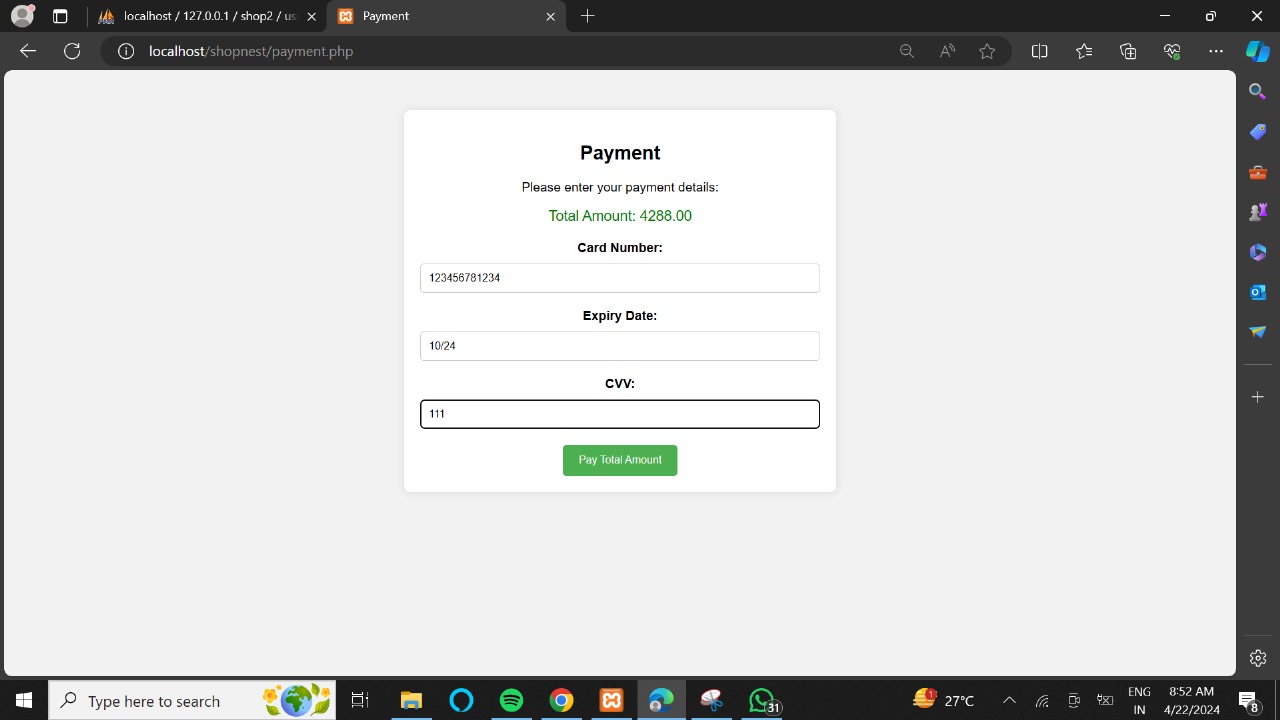 localhost / 127.0.0.1 / shop2 / us
Payment
localhost/shopnest/payment.php
Payment
Please enter your payment details:
Total Amount: 4288.00
Card Number:
123456781234
Expiry Date:
10/24
CVV:
111
Pay Total Amount
Type here to search
31
1
27°C
ENG
IN
8:52 AM
4/22/2024
8